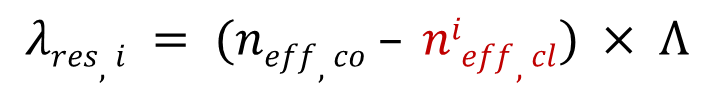 λres, i = (neff, co – nieff, cl) × Λ